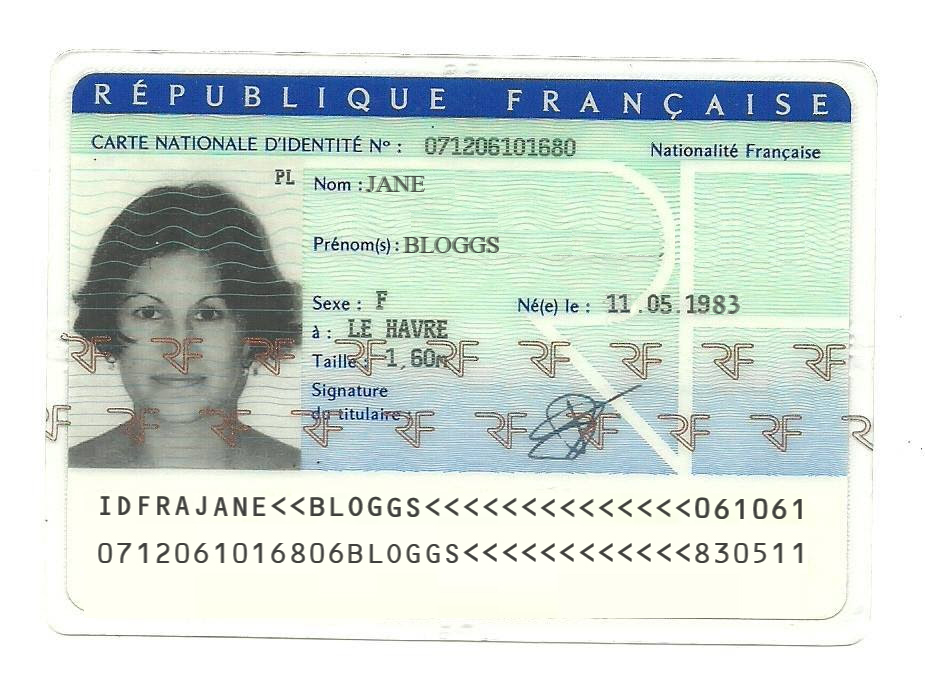 RÉPUBLIQUE FRANÇAISE
CARTE NATIONALE D'IDENTITÉ Nº : 071206101680 Nationalité Française
PL
Nom : JANE
Prénom(s) : BLOGGS
Sexe : F Né(e) le : 11.05.1983
à : LE HAVRE
Taille : 1,60m
Signature
du titulaire :
RF RF RF RF RF RF RF RF RF
RF RF RF RF RF RF RF RF RF RF
IDFRAJANE<<BLOGGS<<<<<<<<<<<<<<061061
0712061016806BLOGGS<<<<<<<<<<<<830511